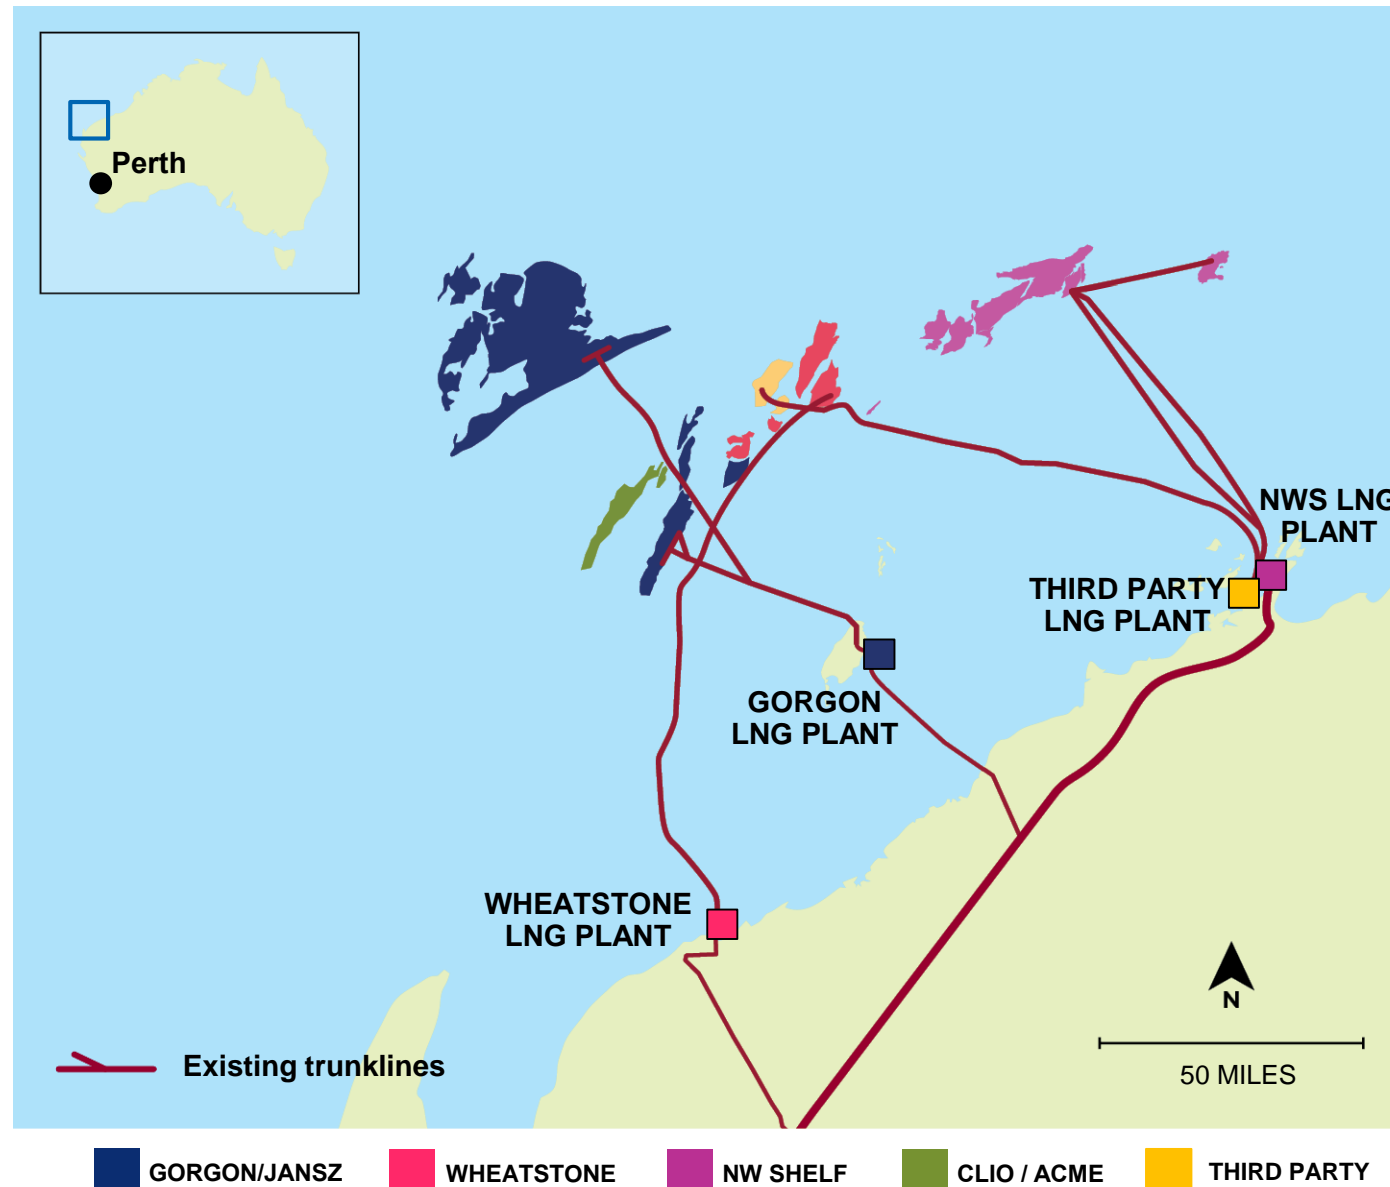 Perth
NWS LNG
PLANT
THIRD PARTY
LNG PLANT
GORGON
LNG PLANT
WHEATSTONE
LNG PLANT
N
50 MILES
Existing trunklines
GORGON/JANSZ
WHEATSTONE
NW SHELF
CLIO / ACME
THIRD PARTY